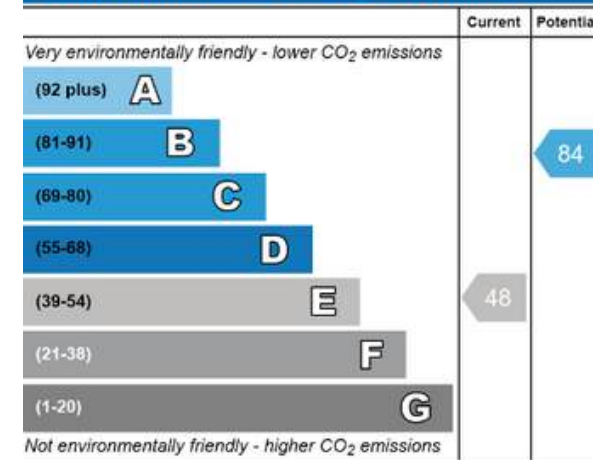 Current Potentia
Very environmentally friendly - lower CO2 emissions
(92 plus) A
(81-91) B
84
(69-80) C
(55-68) D
(39-54) E
48
(21-38) F
(1-20) G
Not environmentally friendly - higher CO2 emissions